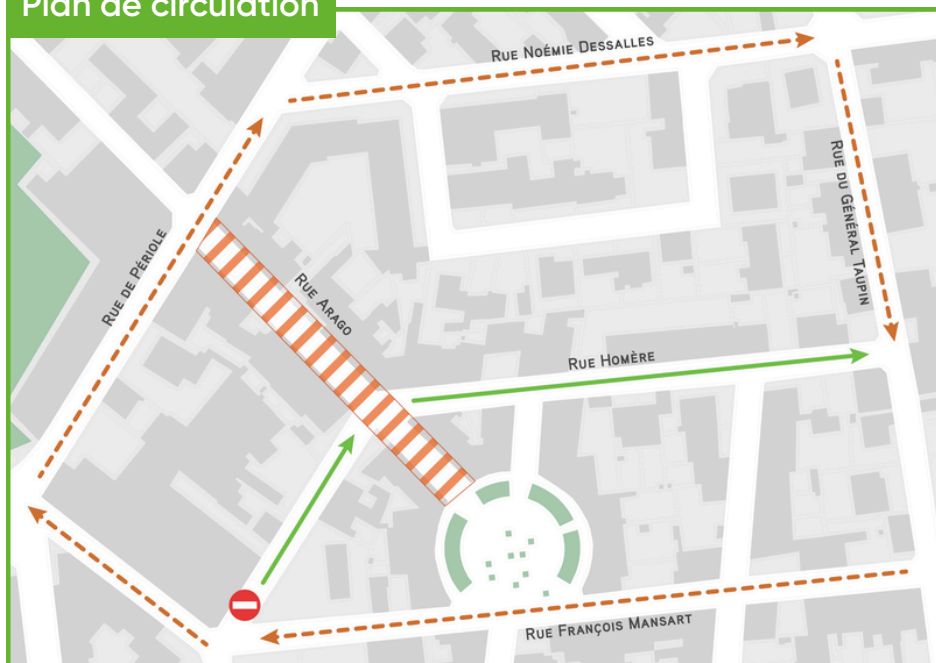 Plan de circulation
Rue Noémie Dessalles
Rue du Général Taupin
Rue de Périole
Rue Arago
Rue Homère
Rue François Mansart